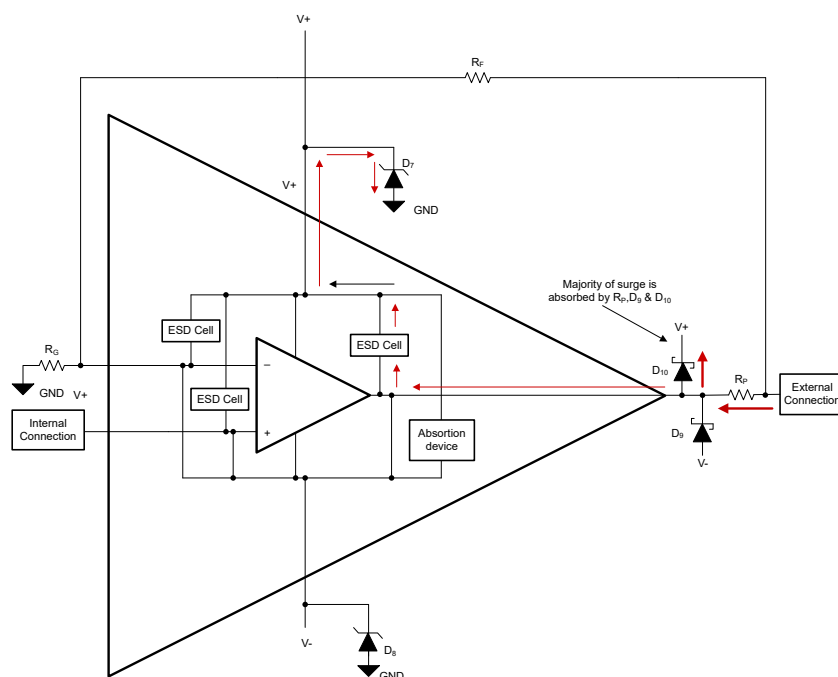 V+
RF
D7
V+
GND
Majority of surge is
absorbed by RP,D9 & D10
V+
ESD Cell
ESD Cell
RG
D10
RP
GND
V+
ESD Cell
External
Connection
Internal
Connection
Absortion
device
D9
V-
V-
D8
GND
−
+